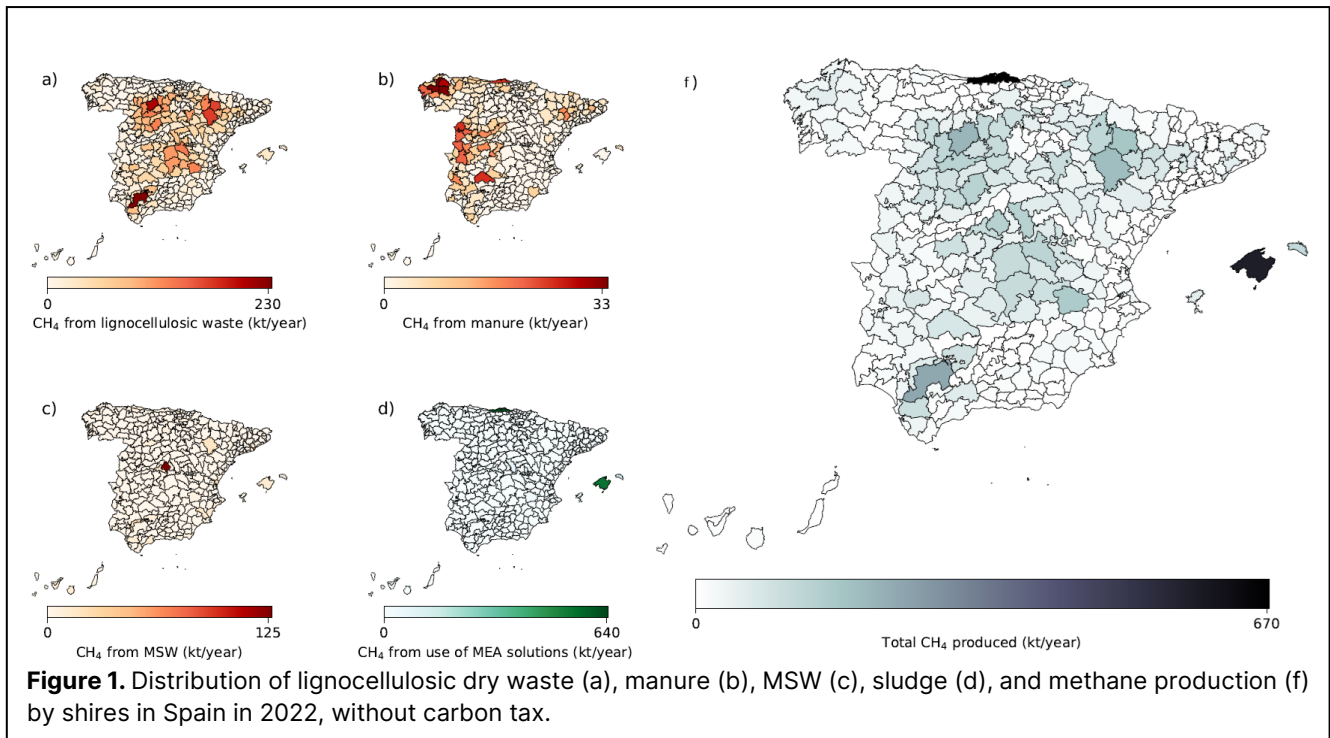 a)
b)
f)
0
230
CH₄ from lignocellulosic waste (kt/year)
0
33
CH₄ from manure (kt/year)
c)
d)
0
125
CH₄ from MSW (kt/year)
0
640
CH₄ from use of MEA solutions (kt/year)
0
670
Total CH₄ produced (kt/year)
Figure 1. Distribution of lignocellulosic dry waste (a), manure (b), MSW (c), sludge (d), and methane production (f)
by shires in Spain in 2022, without carbon tax.